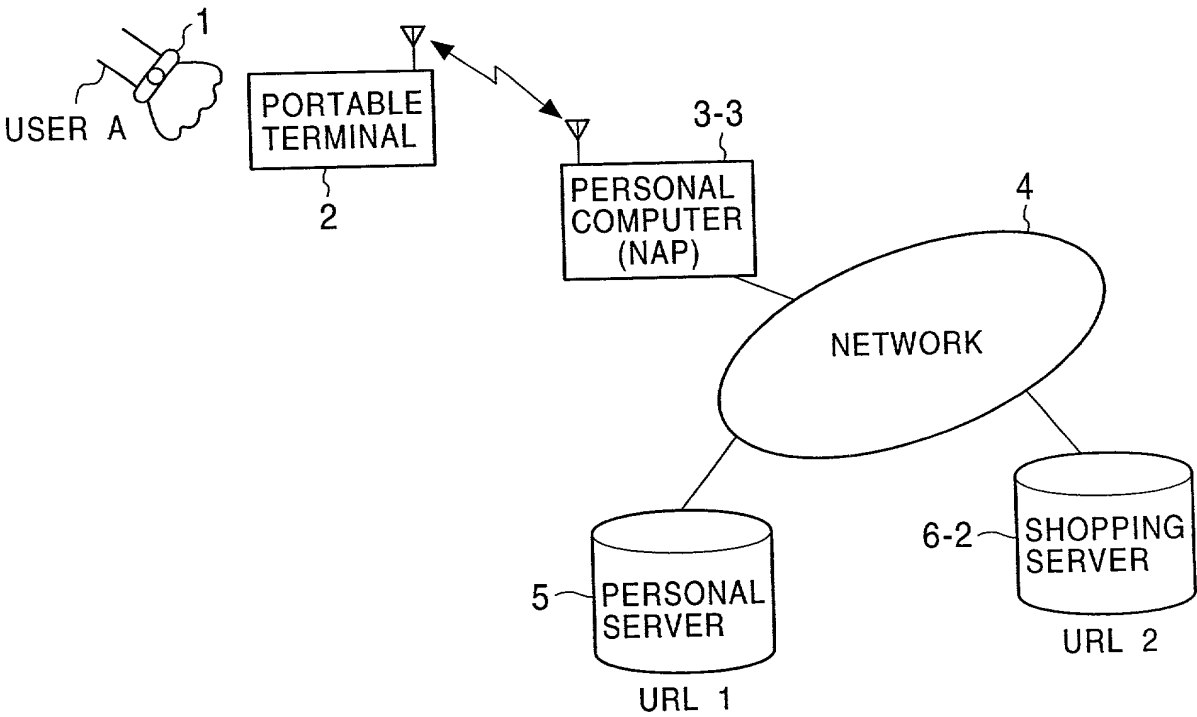 1
USER A
PORTABLE
TERMINAL
2
3-3
PERSONAL
COMPUTER
(NAP)
4
NETWORK
5
PERSONAL
SERVER
URL 1
6-2
SHOPPING
SERVER
URL 2